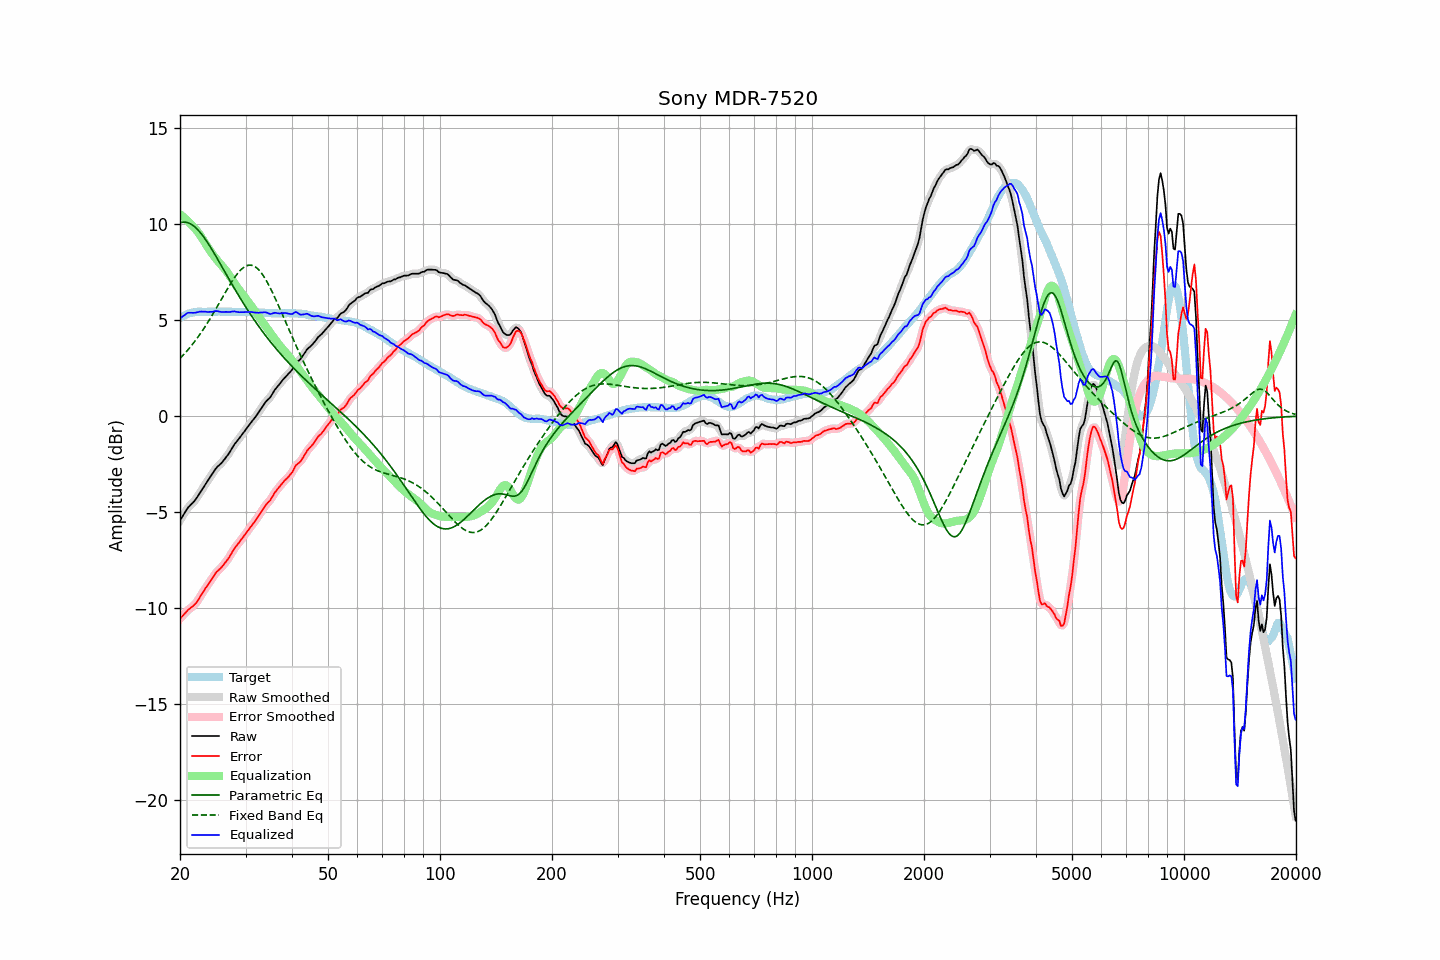 Sony MDR-7520
Amplitude (dBr)
15
10
5
0
−5
−10
−15
−20
Target
Raw Smoothed
Error Smoothed
Raw
Error
Equalization
Parametric Eq
Fixed Band Eq
Equalized
20 50 100 200 500 1000 2000 5000 10000 20000
Frequency (Hz)